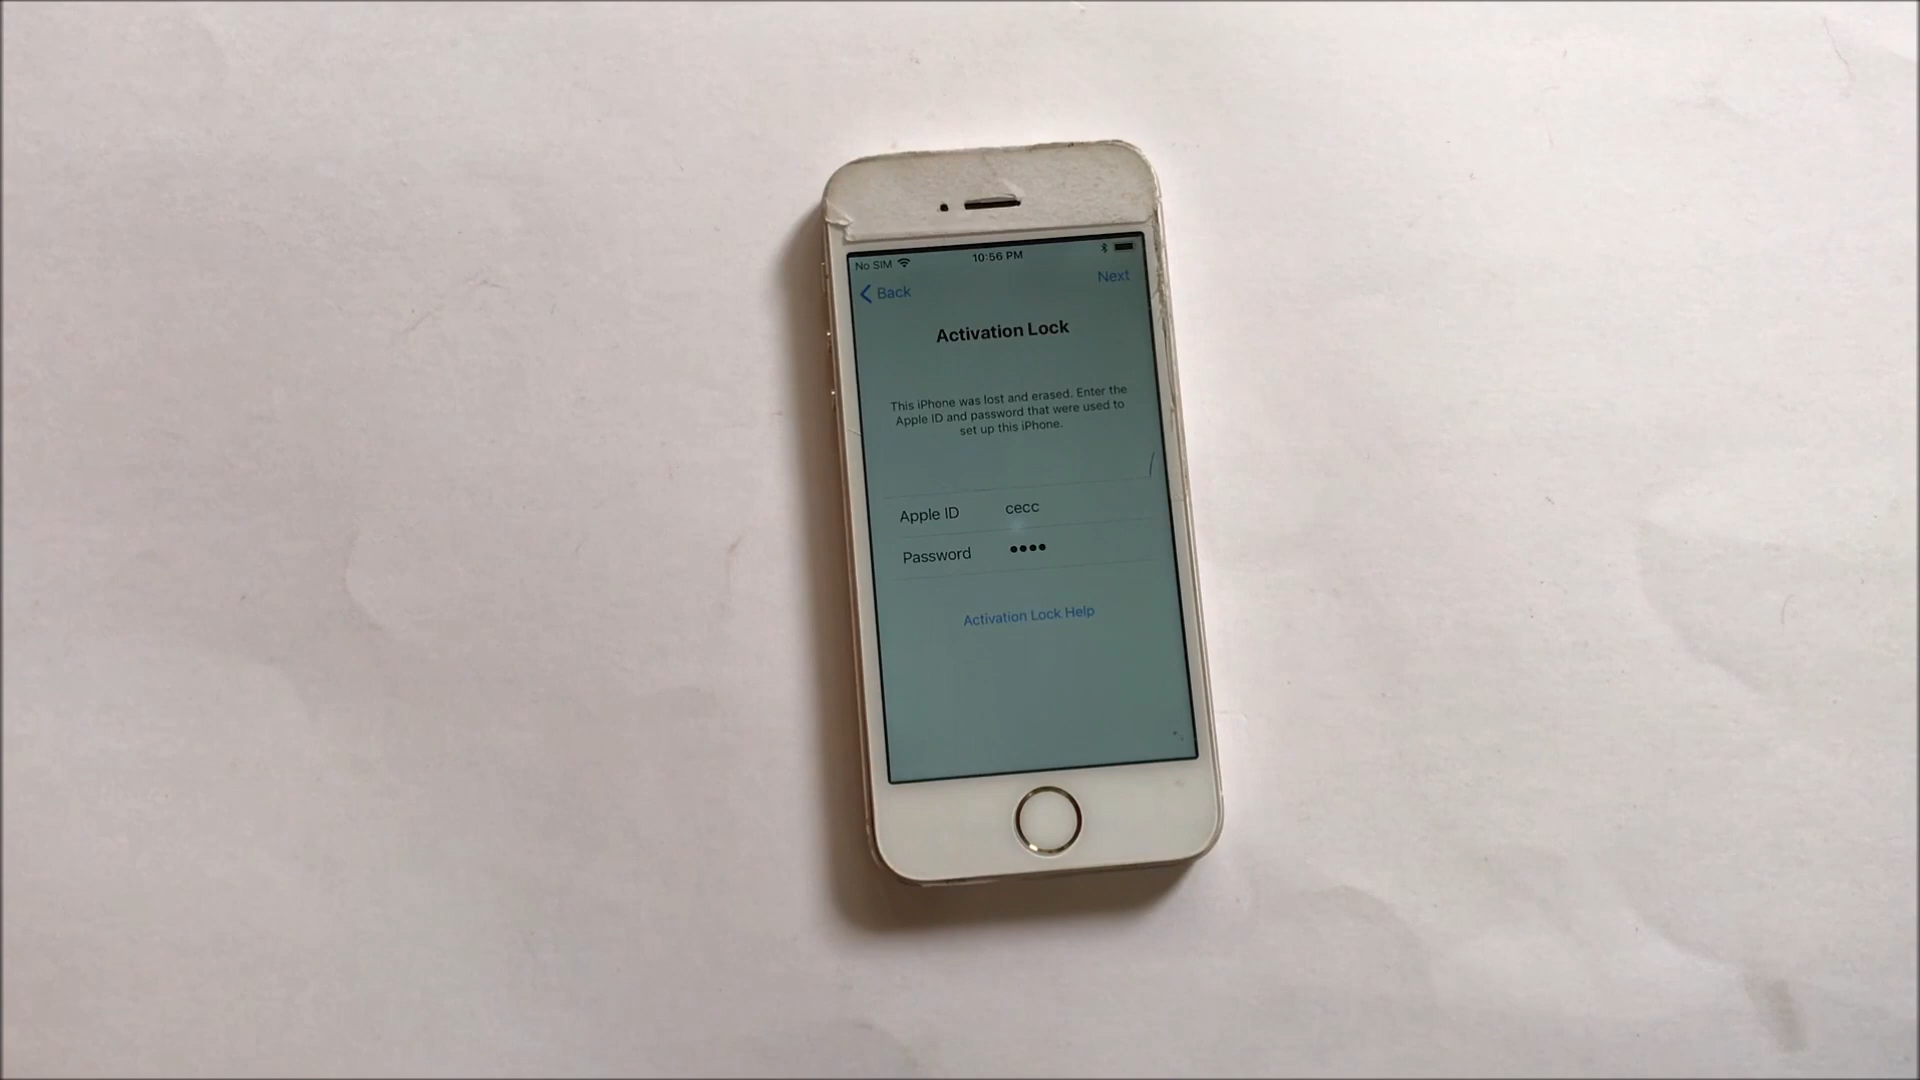 No SIM 10:56 PM
Back Next
Activation Lock
This iPhone was lost and erased. Enter the
Apple ID and password that were used to
set up this iPhone.
Apple ID cecc
Password ••••
Activation Lock Help